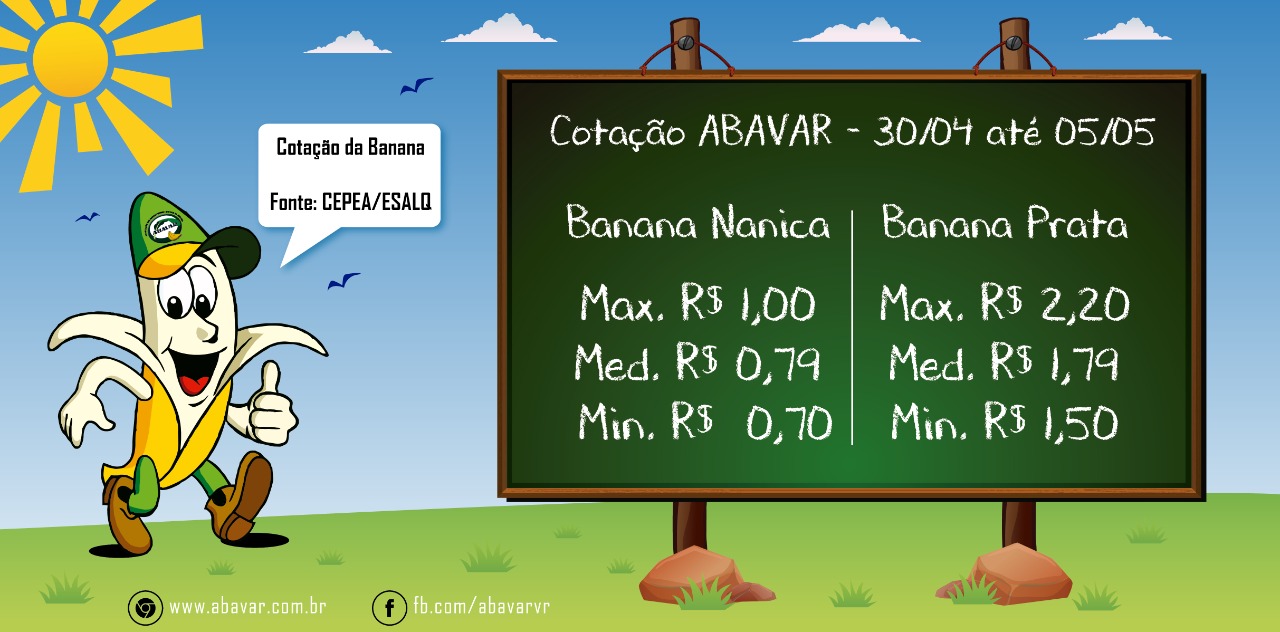 Cotação da Banana
Fonte: CEPEA/ESALQ
Cotação ABAVAR - 30/04 até 05/05
Banana Nanica
Max. R$ 1,00
Med. R$ 0,79
Min. R$ 0,70
Banana Prata
Max. R$ 2,20
Med. R$ 1,79
Min. R$ 1,50
www.abavar.com.br
fb.com/abavarvr